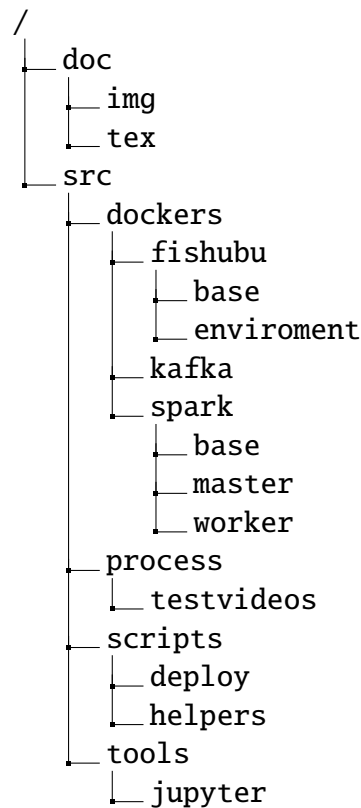 /
doc
img
tex
src
dockers
fishubu
base
enviroment
kafka
spark
base
master
worker
process
testvideos
scripts
deploy
helpers
tools
jupyter